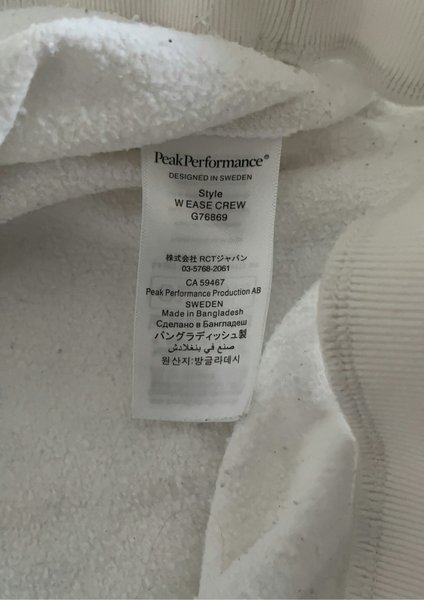 PeakPerformance®
DESIGNED IN SWEDEN
Style
W EASE CREW
G76869
株式会社 RCTジャパン
03-5768-2061
CA 59467
Peak Performance Production AB
SWEDEN
Made in Bangladesh
Сделано в Бангладеш
バングラディッシュ製
صنع في بنغلادش
원산지:방글라데시